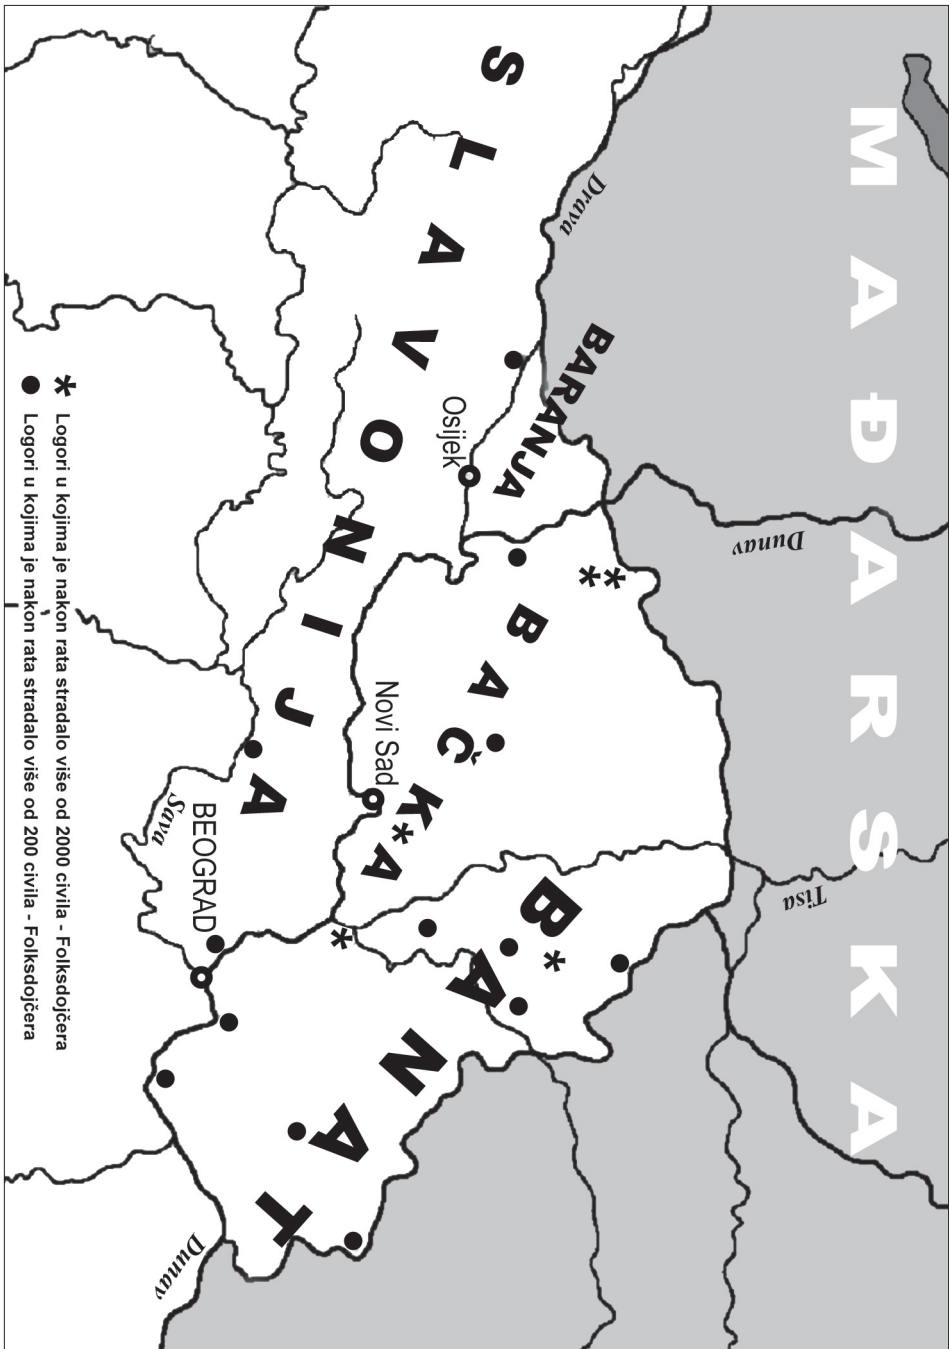 MAĐARSKA
Drava
Dunav
Tisa
SLAVONIJA
BARANJA
Osijek
BAČKA
Novi Sad
BANAT
BEOGRAD
Sava
Dunav
* Logori u kojima je nakon rata stradalo više od 2000 civila - Folksdojčera
● Logori u kojima je nakon rata stradalo više od 200 civila - Folksdojčera